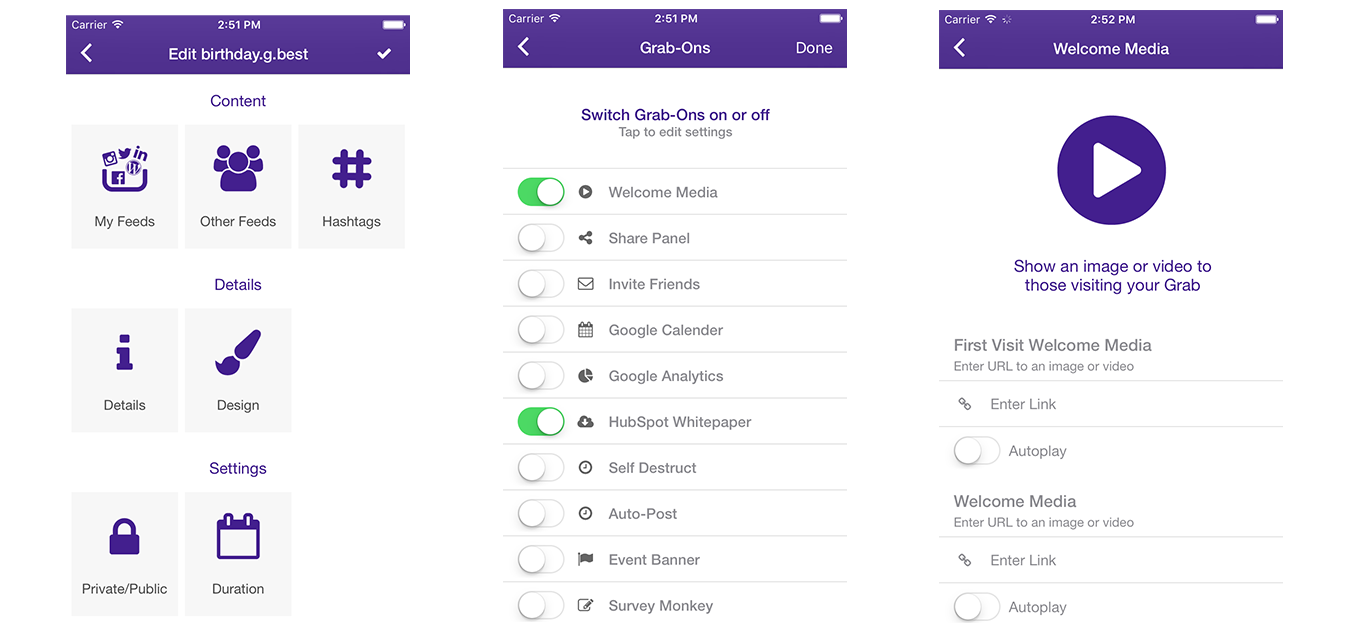 Carrier 2:51 PM
Edit birthday.g.best
Content
My Feeds Other Feeds Hashtags
Details
Details Design
Settings
Private/Public Duration
Carrier 2:51 PM
Grab-Ons Done
Switch Grab-Ons on or off
Tap to edit settings
Welcome Media
Share Panel
Invite Friends
Google Calender
Google Analytics
HubSpot Whitepaper
Self Destruct
Auto-Post
Event Banner
Survey Monkey
Carrier 2:52 PM
Welcome Media
Show an image or video to
those visiting your Grab
First Visit Welcome Media
Enter URL to an image or video
Enter Link
Autoplay
Welcome Media
Enter URL to an image or video
Enter Link
Autoplay